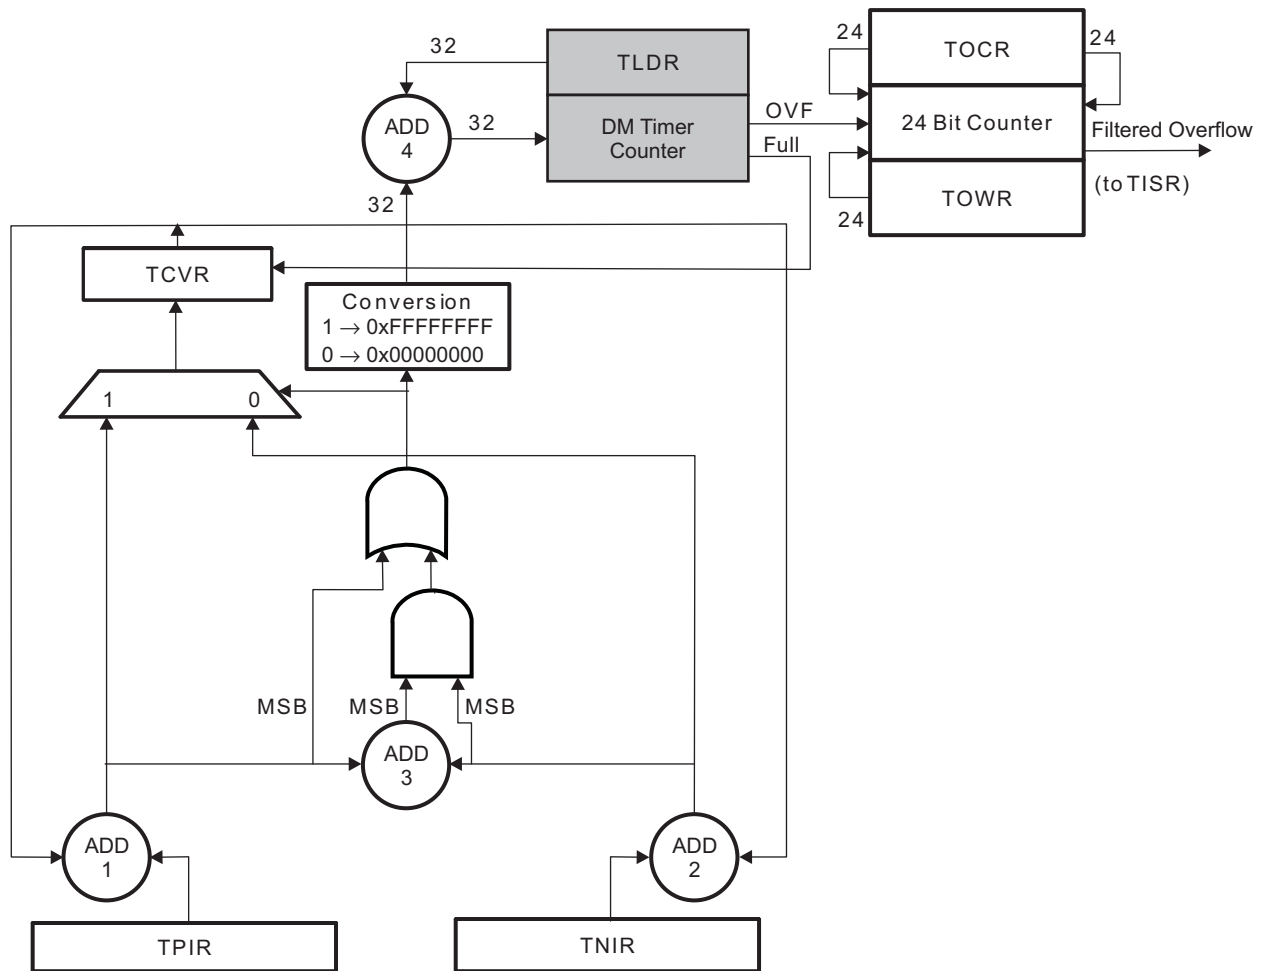 24
TOCR
24
32
TLDR
ADD
4
32
DM Timer
Counter
OVF
Full
24 Bit Counter
Filtered Overflow
(to TISR)
TOWR
24
32
TCVR
Conversion
1 → 0xFFFFFFFF
0 → 0x00000000
1
0
MSB
MSB
MSB
ADD
3
ADD
1
ADD
2
TPIR
TNIR